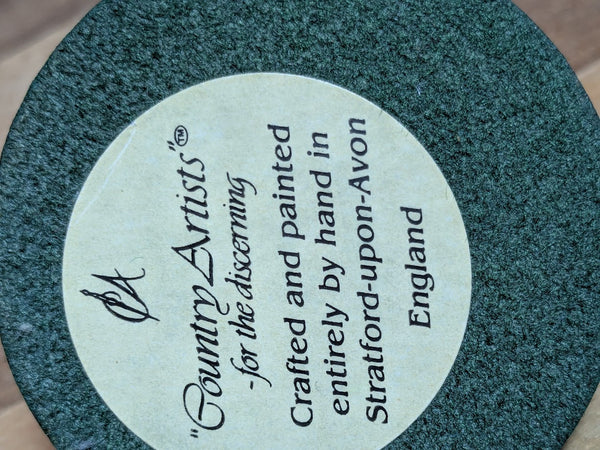 CA
"Country Artists"™
-for the discerning
Crafted and painted
entirely by hand in
Stratford-upon-Avon
England